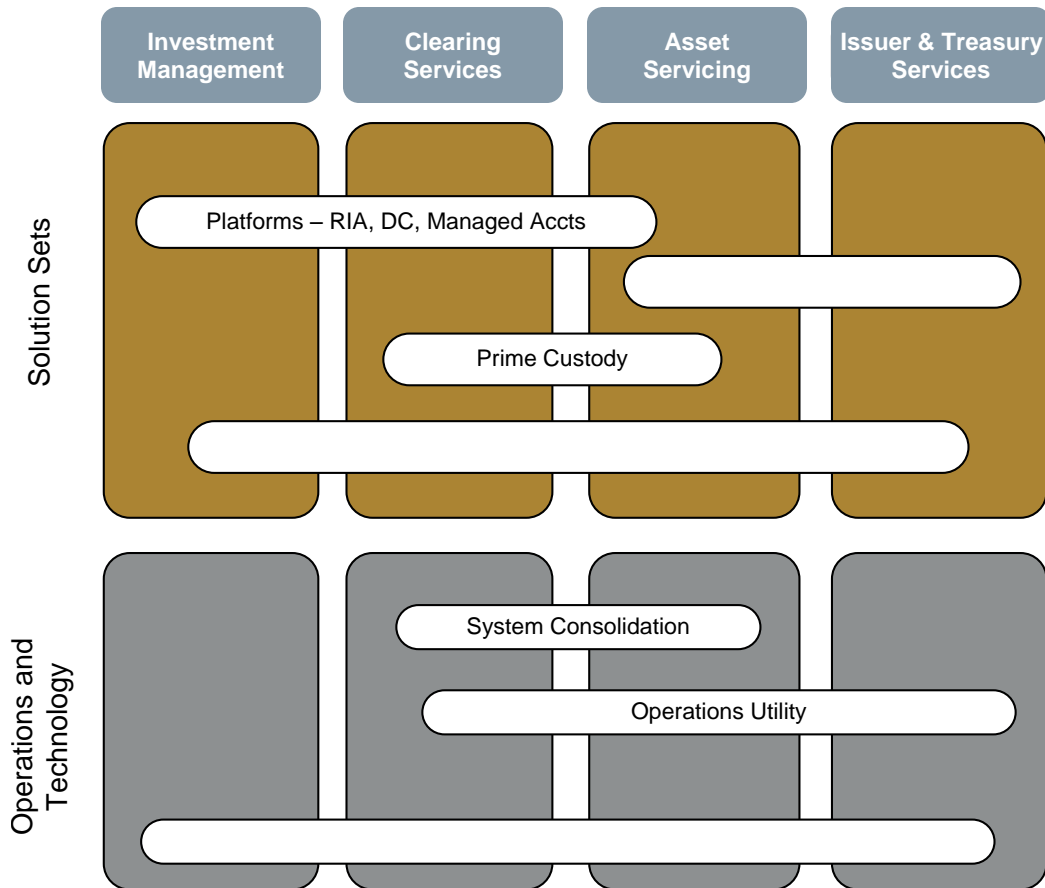 Investment
Management
Clearing
Services
Asset
Servicing
Issuer & Treasury
Services
Solution Sets
Platforms – RIA, DC, Managed Accts
Prime Custody
Operations and
Technology
System Consolidation
Operations Utility